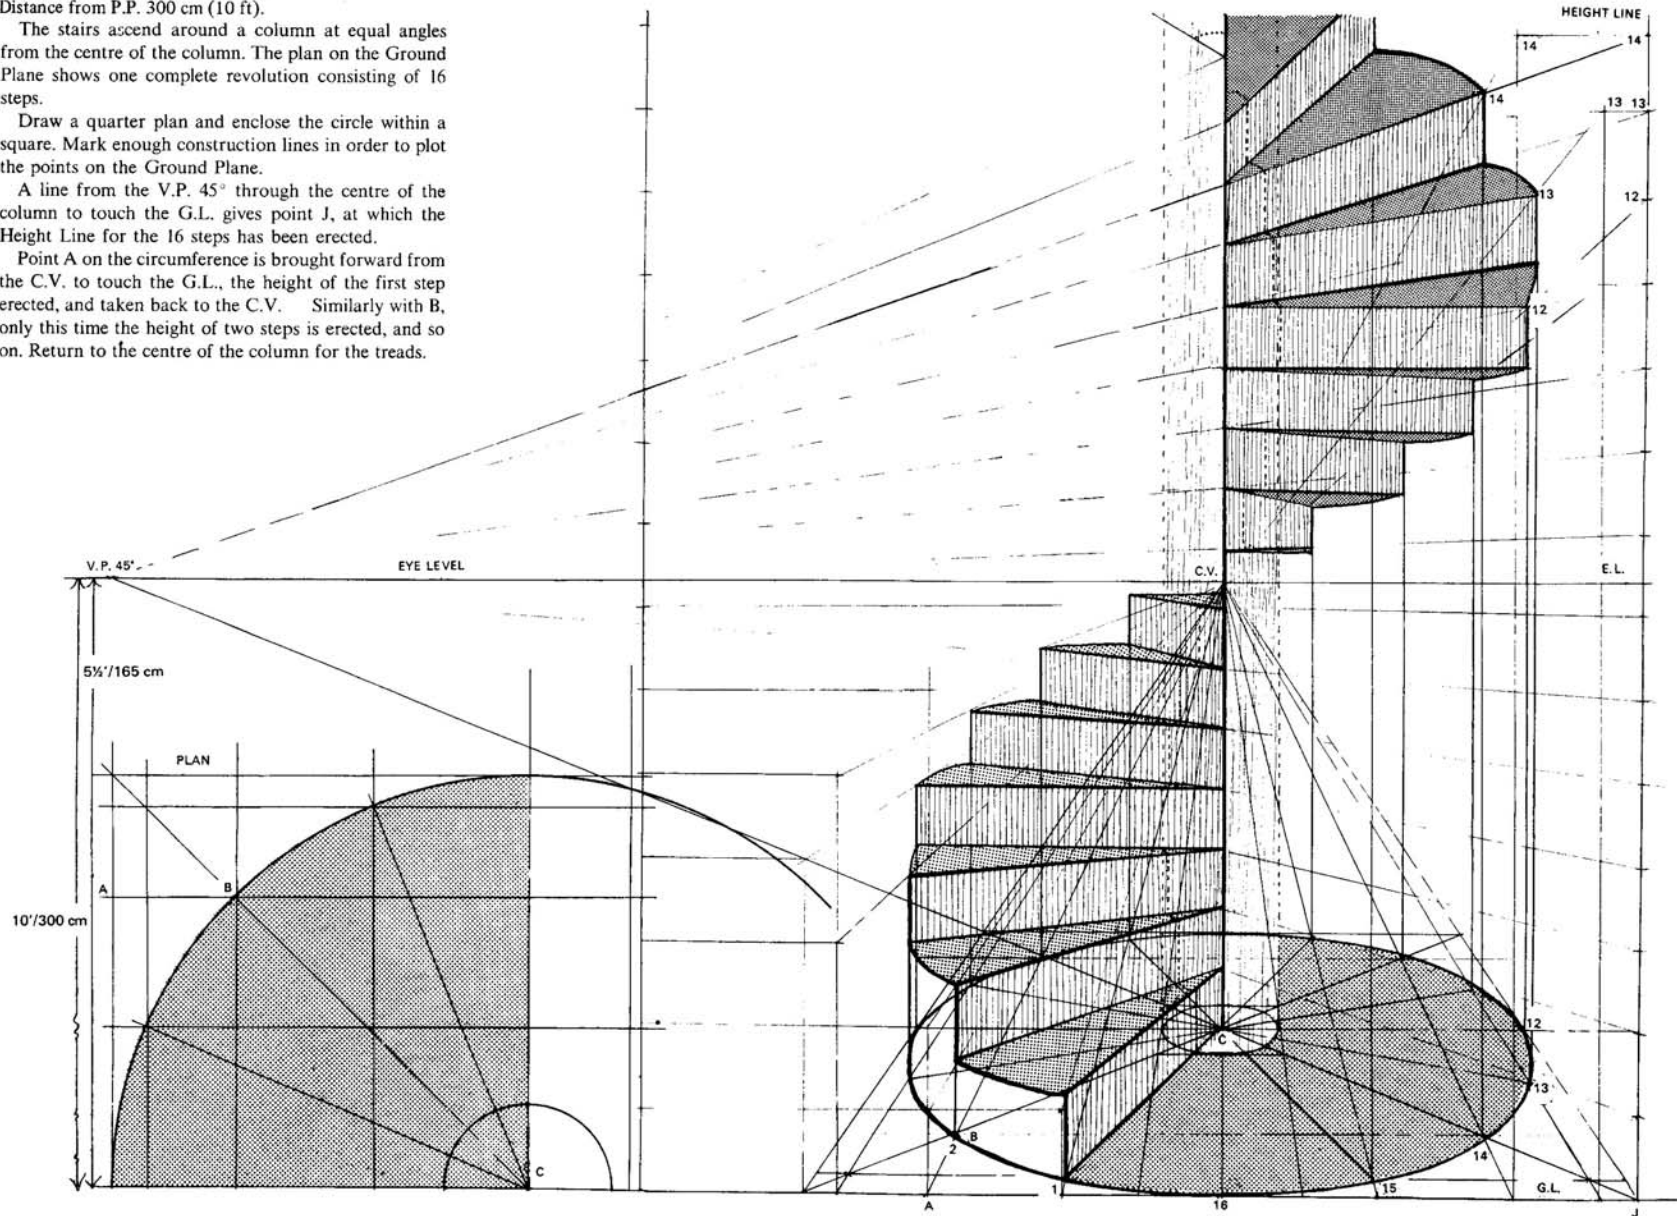 Distance from P.P. 300 cm (10 ft).
The stairs ascend around a column at equal angles
from the centre of the column. The plan on the Ground
Plane shows one complete revolution consisting of 16
steps.
Draw a quarter plan and enclose the circle within a
square. Mark enough construction lines in order to plot
the points on the Ground Plane.
A line from the V.P. 45° through the centre of the
column to touch the G.L. gives point J, at which the
Height Line for the 16 steps has been erected.
Point A on the circumference is brought forward from
the C.V. to touch the G.L., the height of the first step
erected, and taken back to the C.V. Similarly with B,
only this time the height of two steps is erected, and so
on. Return to the centre of the column for the treads.
HEIGHT LINE
14 14
14
13 13
13
12
12
V.P. 45°
EYE LEVEL
C.V.
E.L.
5½'/165 cm
PLAN
A B
10'/300 cm
C
C
12
13
B
2
14
1
15
G.L.
C
A
16
J